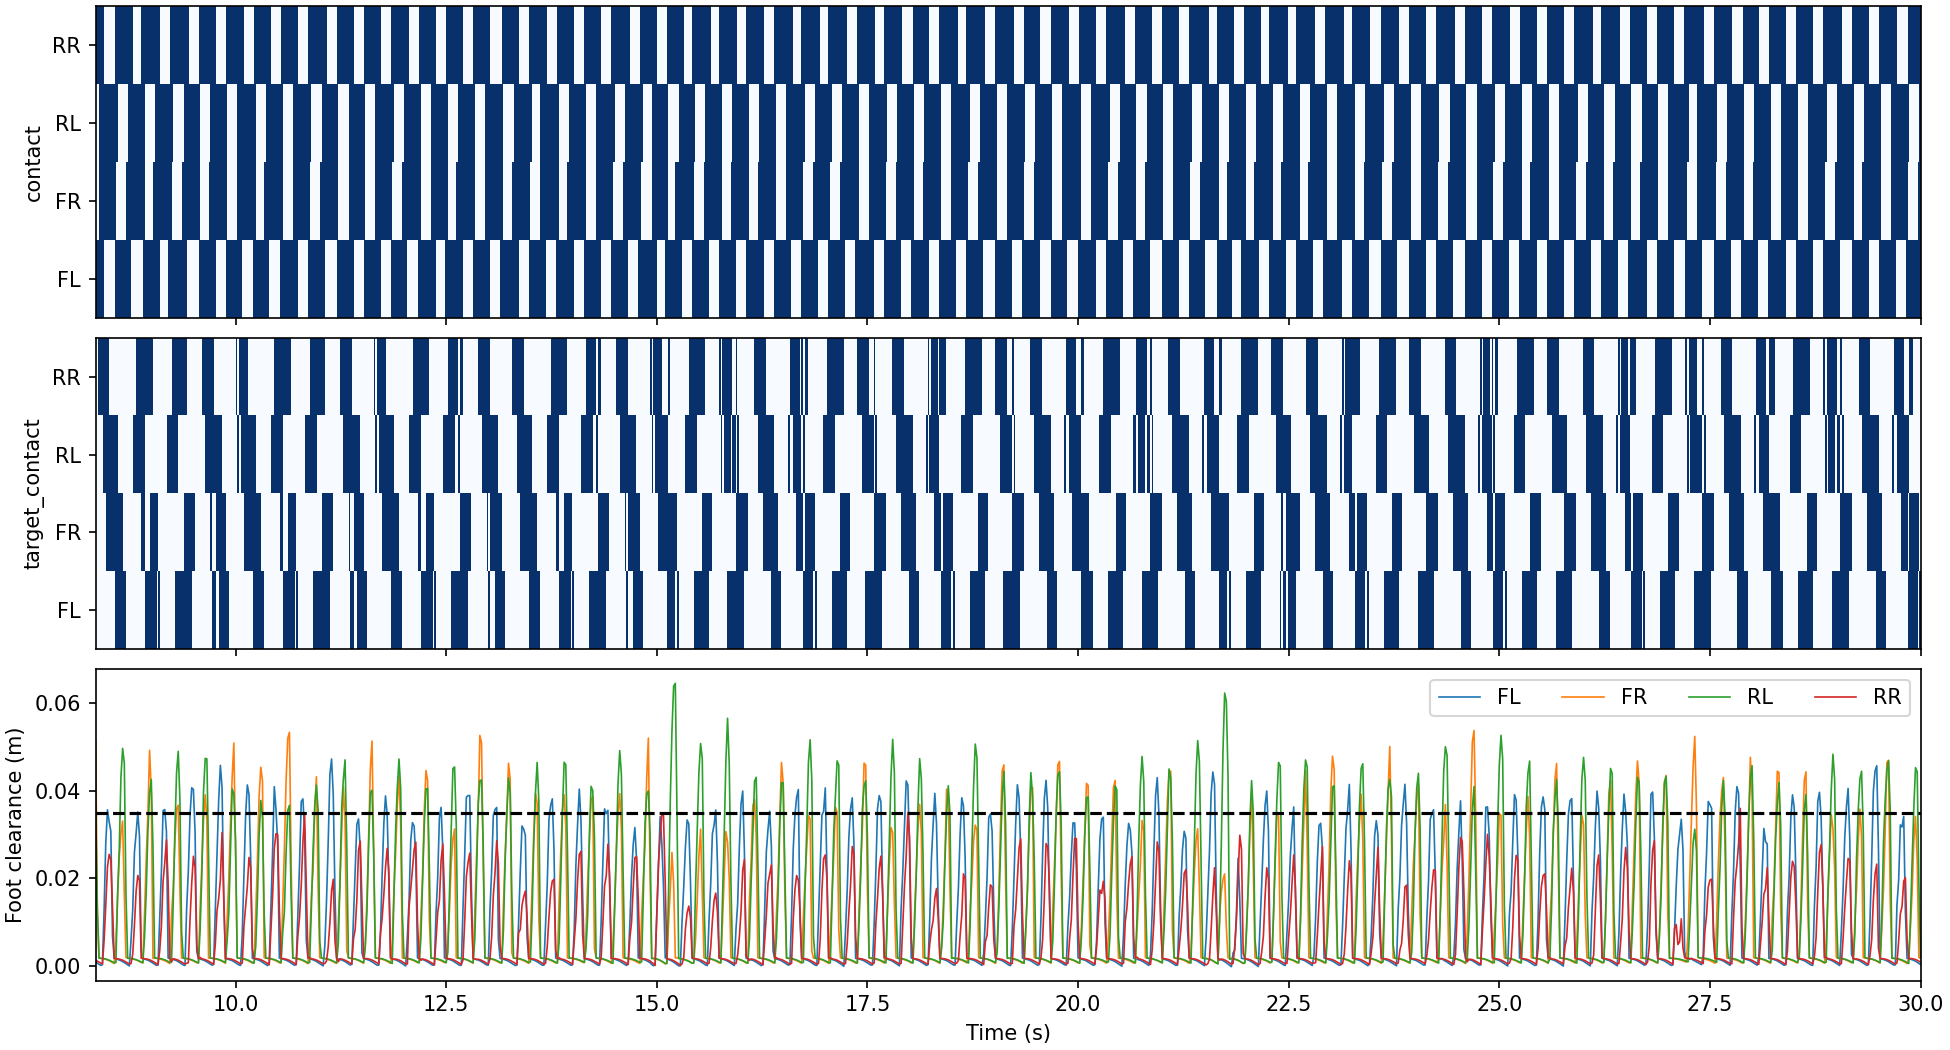 contact
RR
RL
FR
FL
target_contact
RR
RL
FR
FL
Foot clearance (m)
0.06
0.04
0.02
0.00
FL FR RL RR
10.0 12.5 15.0 17.5 20.0 22.5 25.0 27.5 30.0
Time (s)